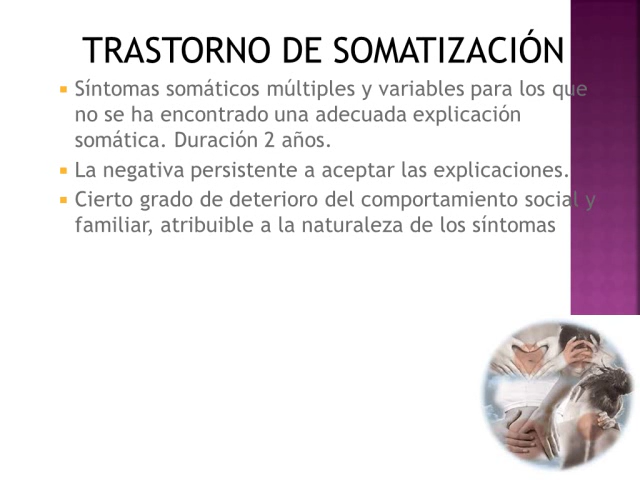 TRASTORNO DE SOMATIZACIÓN
Síntomas somáticos múltiples y variables para los que
no se ha encontrado una adecuada explicación
somática. Duración 2 años.
La negativa persistente a aceptar las explicaciones.
Cierto grado de deterioro del comportamiento social y
familiar, atribuible a la naturaleza de los síntomas